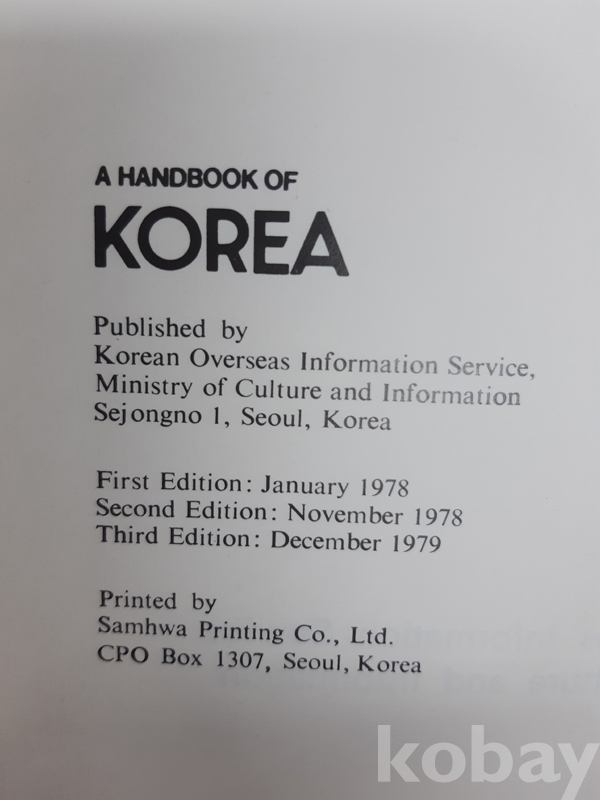 A HANDBOOK OF
KOREA
Published by
Korean Overseas Information Service,
Ministry of Culture and Information
Sejongno 1, Seoul, Korea
First Edition: January 1978
Second Edition: November 1978
Third Edition: December 1979
Printed by
Samhwa Printing Co., Ltd.
CPO Box 1307, Seoul, Korea
kobay